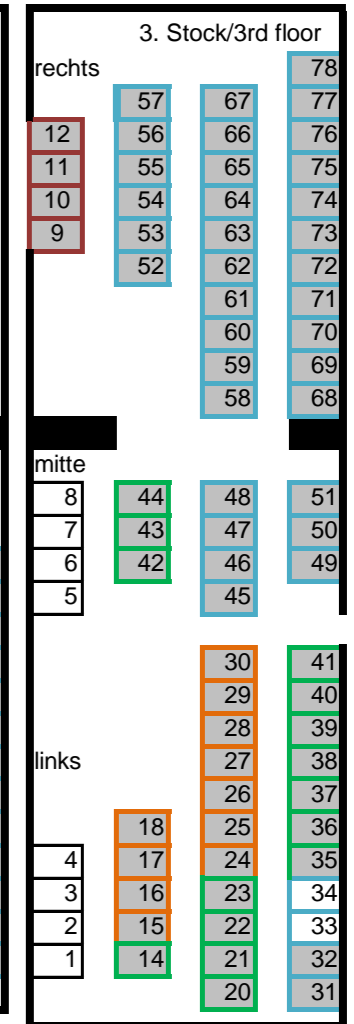 3. Stock/3rd floor
rechts 78
57 67 77
12 56 66 76
11 55 65 75
10 54 64 74
9 53 63 73
52 62 72
61 71
60 70
59 69
58 68
mitte
8 44 48 51
7 43 47 50
6 42 46 49
5 45
30 41
29 40
28 39
links 27 38
26 37
18 25 36
4 17 24 35
3 16 23 34
2 15 22 33
1 14 21 32
20 31